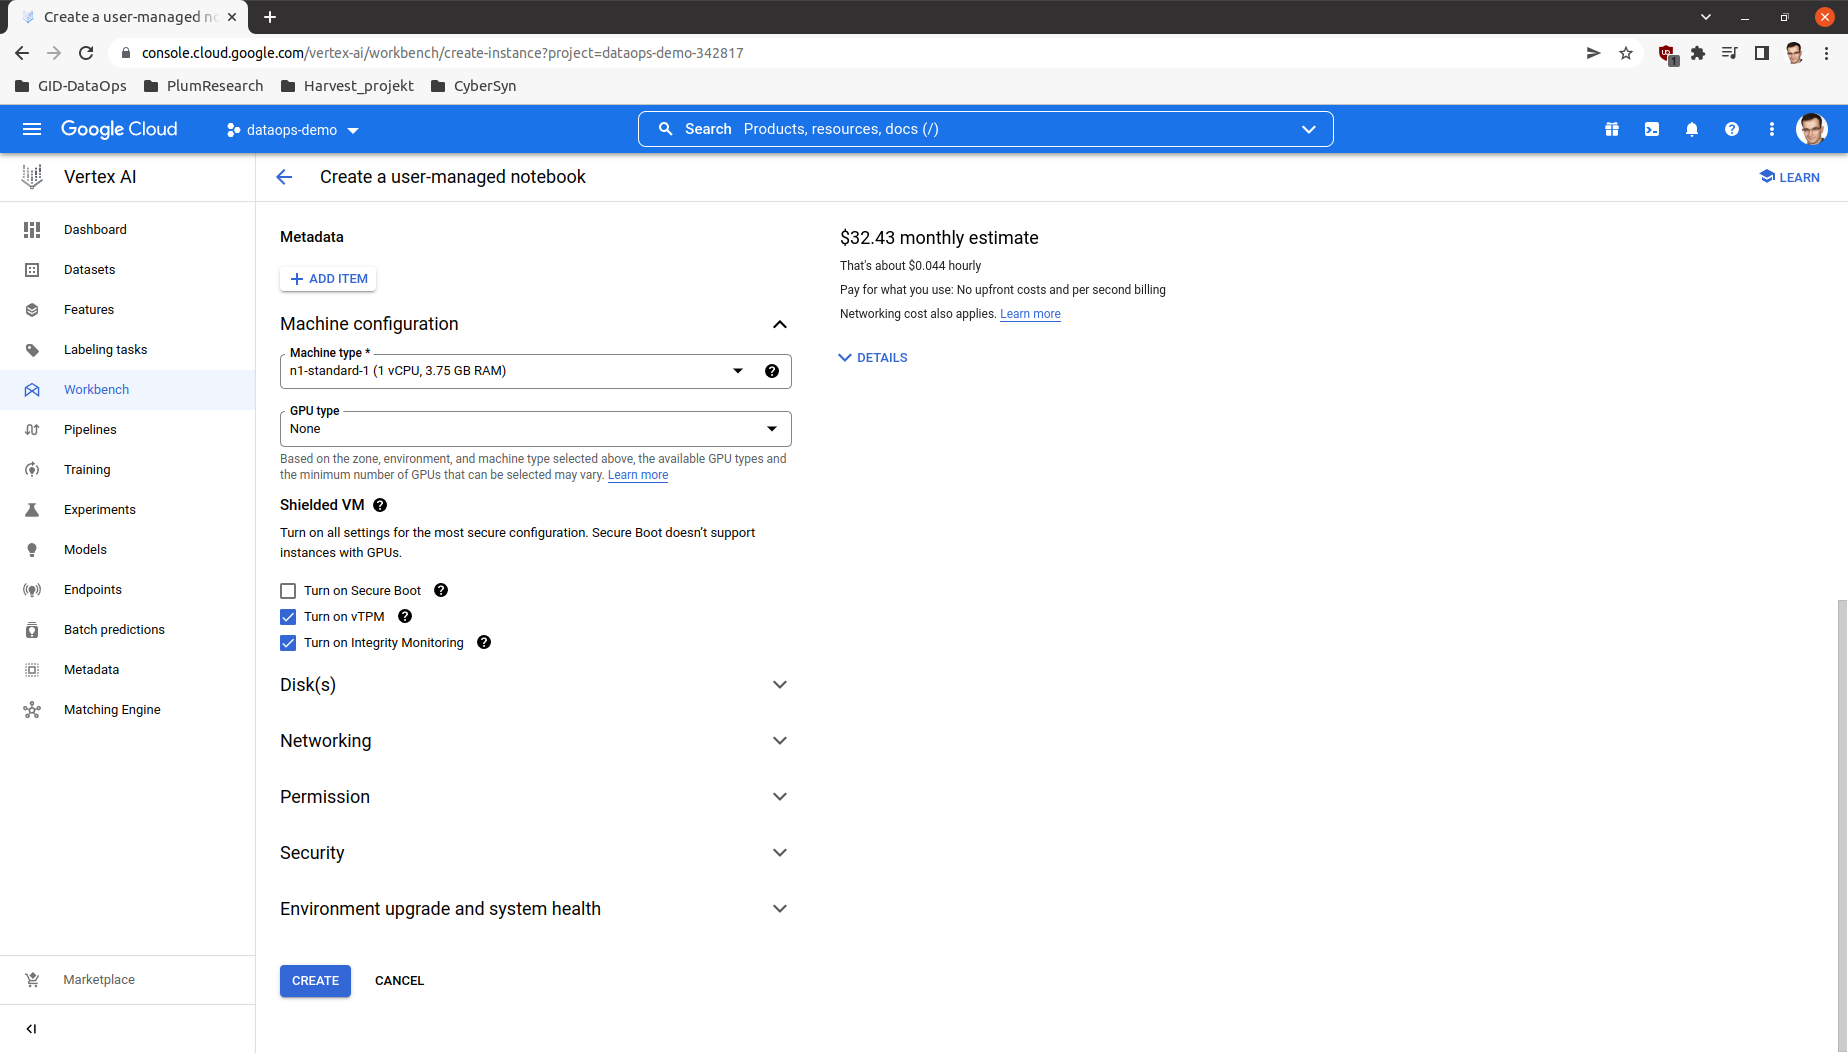 Create a user-managed no
console.cloud.google.com/vertex-ai/workbench/create-instance?project=dataops-demo-342817
1
GID-DataOps
PlumResearch
Harvest_projekt
CyberSyn
Google Cloud
dataops-demo
Search Products, resources, docs (/)
Vertex AI
Create a user-managed notebook
LEARN
Dashboard
Datasets
Features
Labeling tasks
Workbench
Pipelines
Training
Experiments
Models
Endpoints
Batch predictions
Metadata
Matching Engine
Marketplace
Metadata
ADD ITEM
Machine configuration
Machine type *
n1-standard-1 (1 vCPU, 3.75 GB RAM)
GPU type
None
Based on the zone, environment, and machine type selected above, the available GPU types and
the minimum number of GPUs that can be selected may vary. Learn more
Shielded VM
Turn on all settings for the most secure configuration. Secure Boot doesn’t support
instances with GPUs.
Turn on Secure Boot
Turn on vTPM
Turn on Integrity Monitoring
Disk(s)
Networking
Permission
Security
Environment upgrade and system health
CREATE
CANCEL
$32.43 monthly estimate
That's about $0.044 hourly
Pay for what you use: No upfront costs and per second billing
Networking cost also applies. Learn more
DETAILS